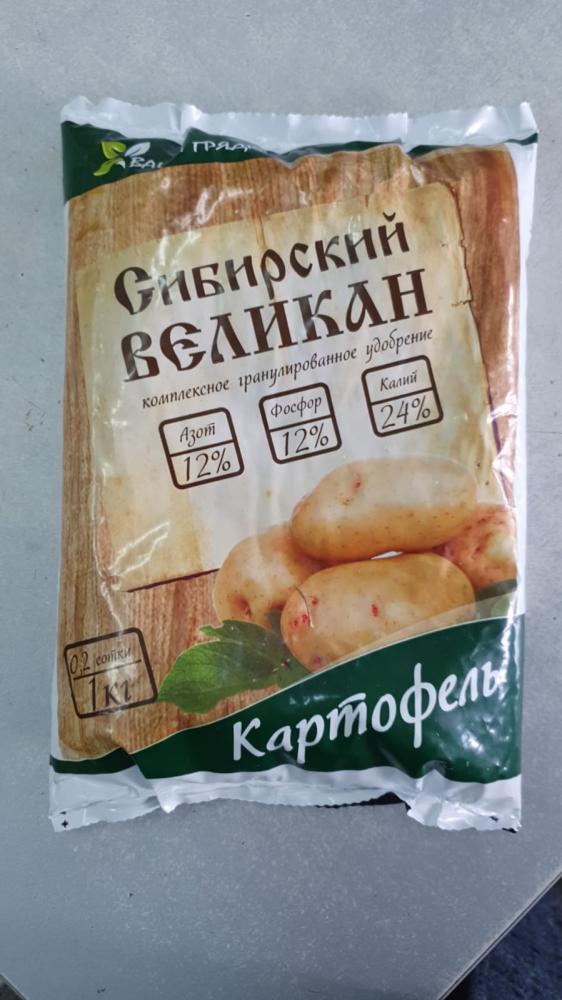 Сибирский
ВЕЛИКАН
комплексное гранулированное удобрение
Азот
12%
Фосфор
12%
Калий
24%
0,2 сотки
1 кг
Картофель